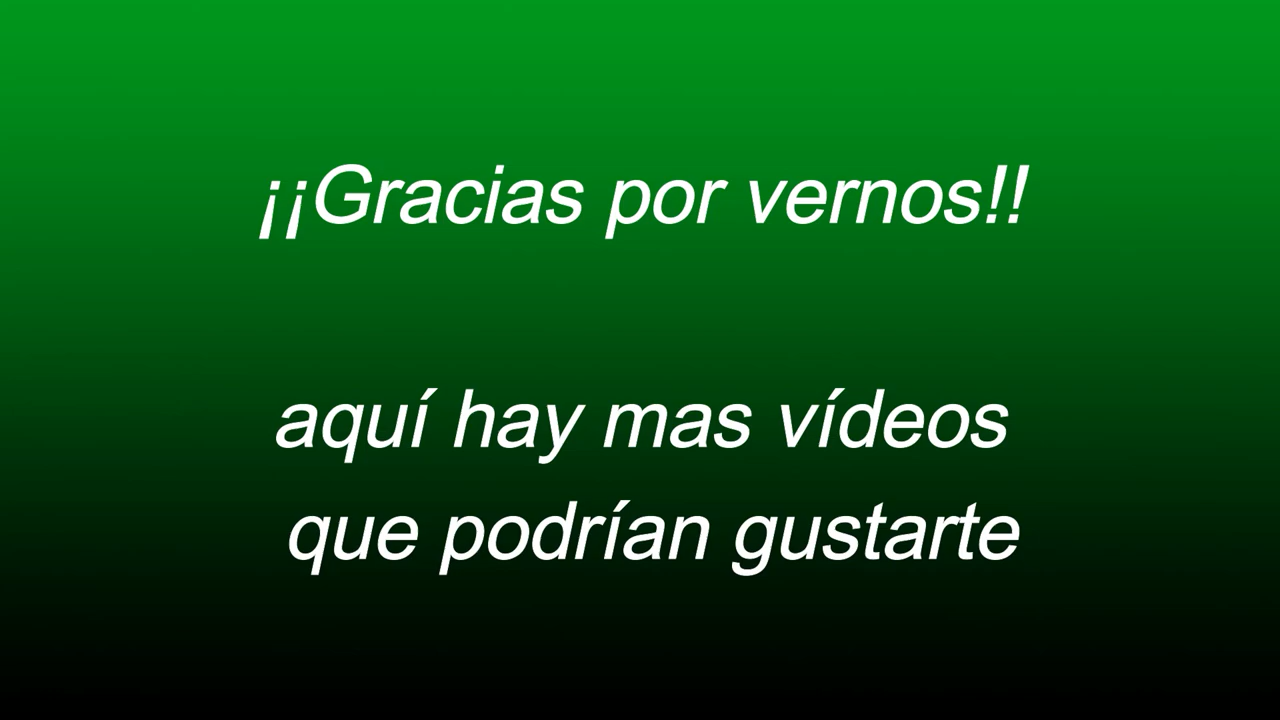 ¡¡Gracias por vernos!!
aquí hay mas vídeos
que podrían gustarte